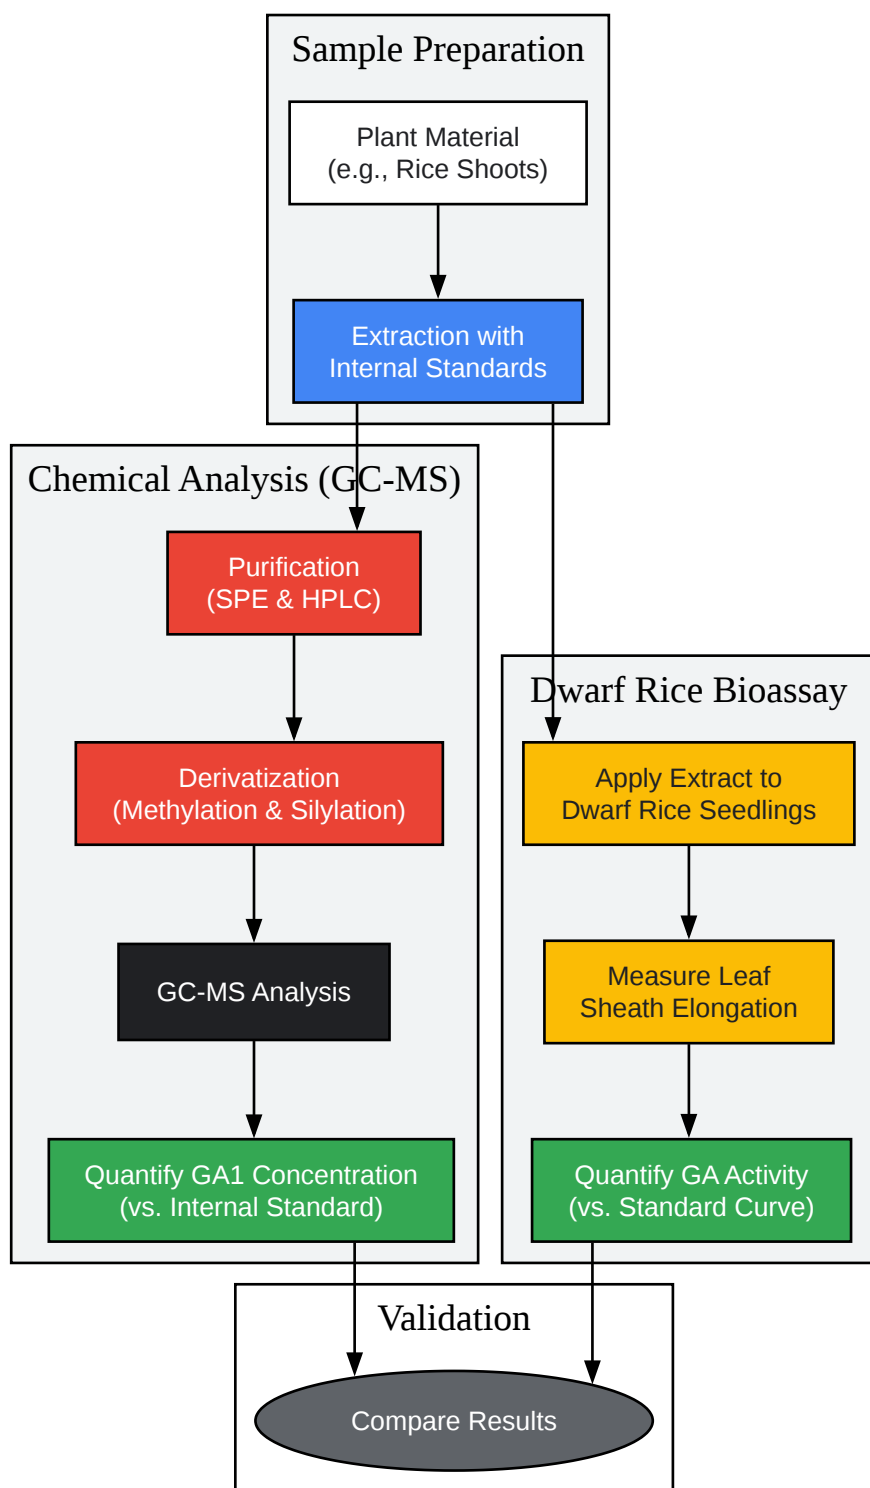 Sample Preparation
Plant Material
(e.g., Rice Shoots)
Extraction with
Internal Standards
Chemical Analysis (GC-MS)
Purification
(SPE & HPLC)
Derivatization
(Methylation & Silylation)
GC-MS Analysis
Quantify GA1 Concentration
(vs. Internal Standard)
Dwarf Rice Bioassay
Apply Extract to
Dwarf Rice Seedlings
Measure Leaf
Sheath Elongation
Quantify GA Activity
(vs. Standard Curve)
Validation
Compare Results